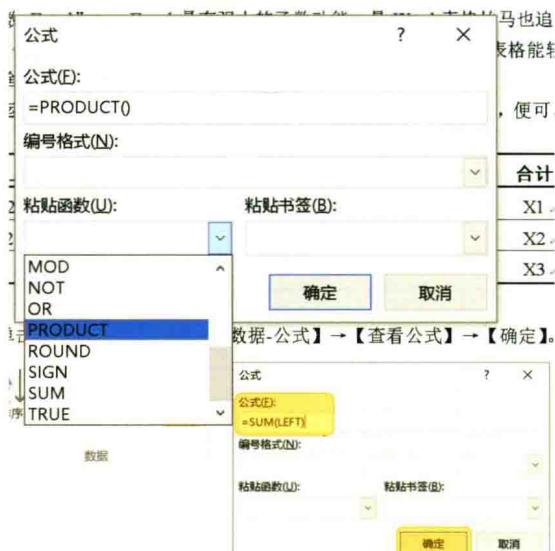 公式 ? ×
马也追
表格能轻
公式(F):
=PRODUCT()
，便可
编号格式(N):
合计
粘贴函数(U): 粘贴书签(B):
X1
X2
X3
MOD
NOT
OR
PRODUCT
ROUND
SIGN
SUM
TRUE
确定 取消
数据-公式】→【查看公式】→【确定】。
公式 ? ×
公式(F):
=SUM(LEFT)
编号格式(N):
粘贴函数(U): 粘贴书签(B):
数据
确定 取消